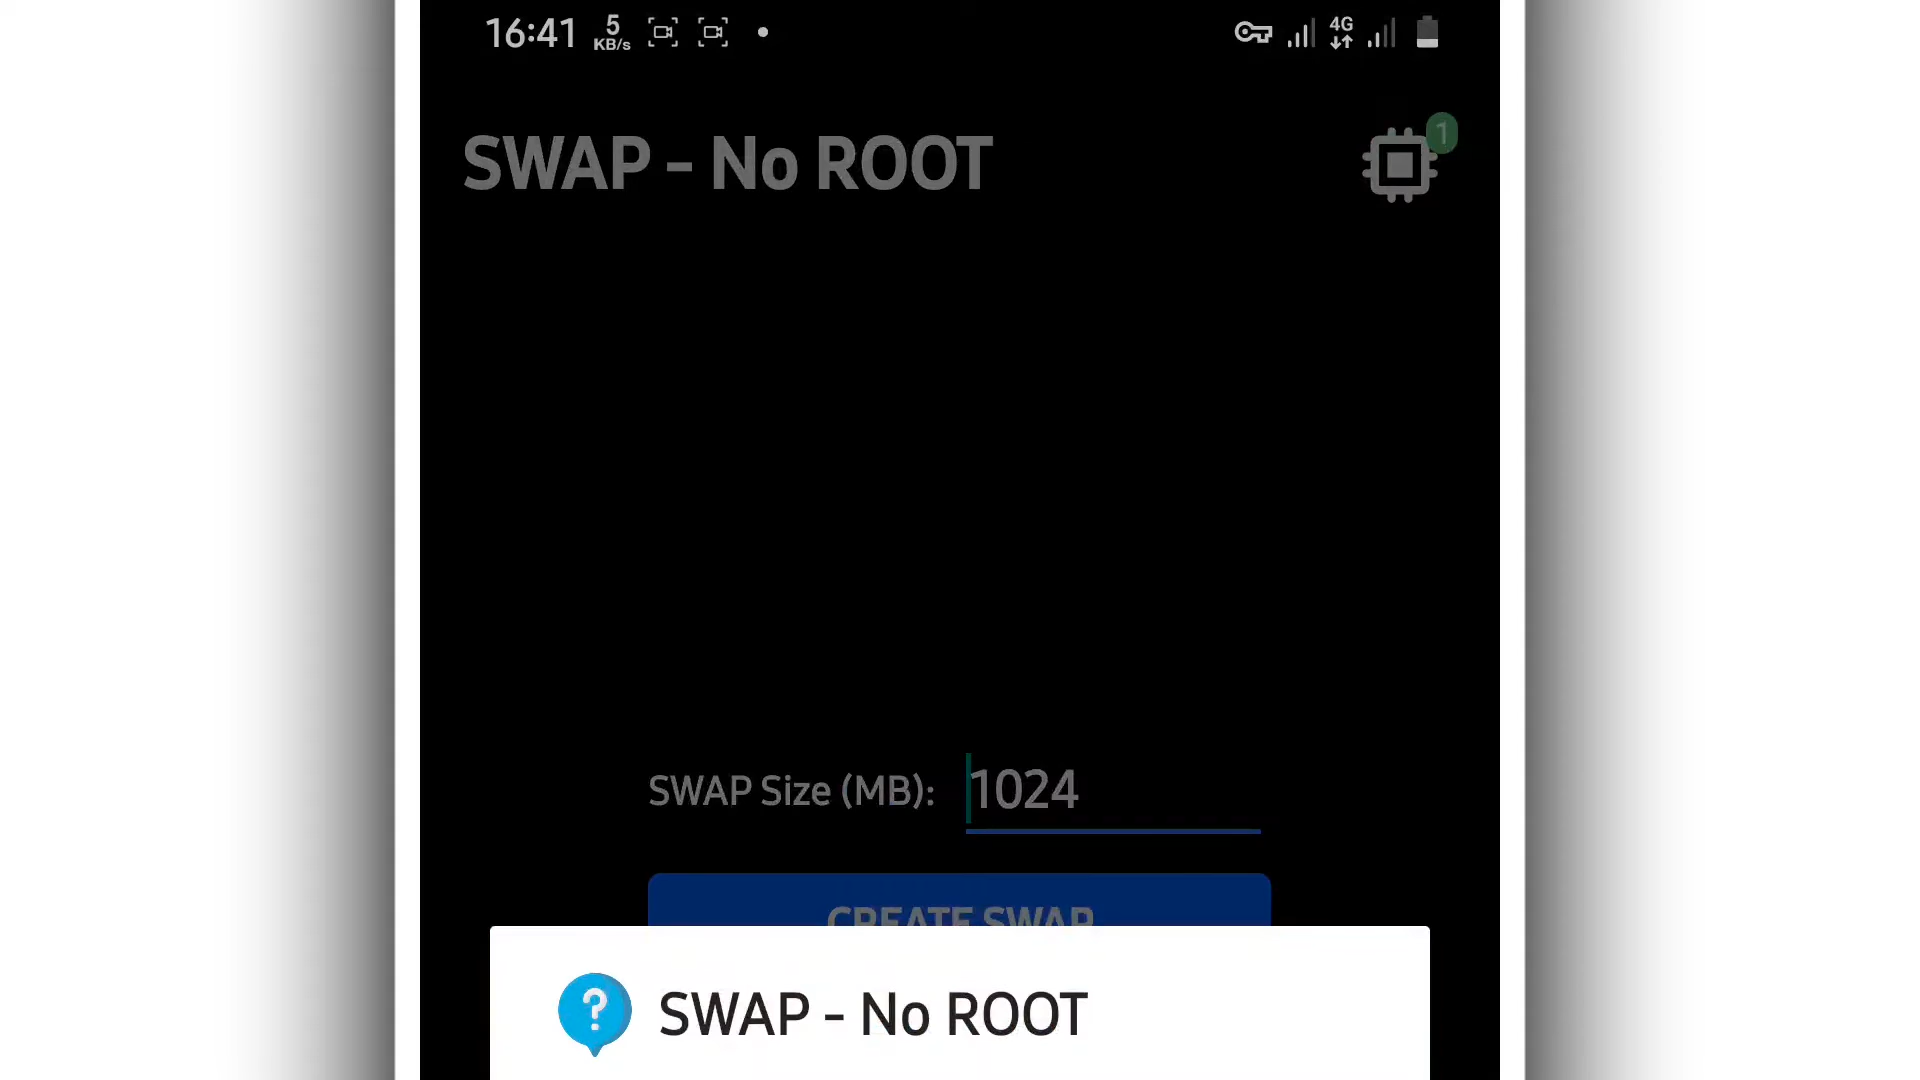 16:41 5 KB/s 4G
SWAP - No ROOT 1
SWAP Size (MB): 1024
CREATE SWAP
? SWAP - No ROOT